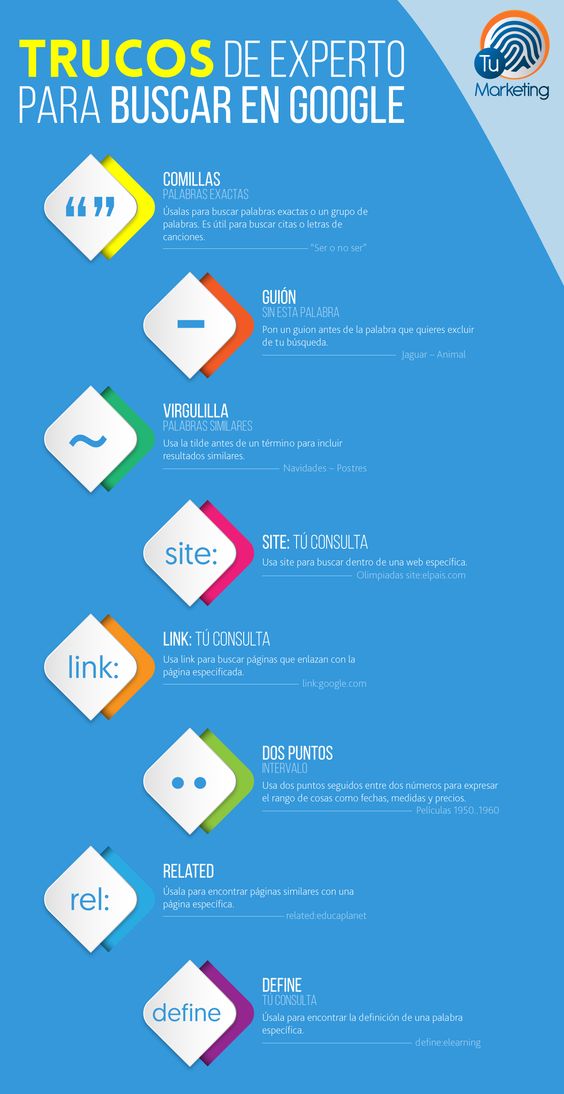 TRUCOS DE EXPERTO
PARA BUSCAR EN GOOGLE
Tu
Marketing
“”
COMILLAS
PALABRAS EXACTAS
Úsalas para buscar palabras exactas o un grupo de
palabras. Es útil para buscar citas o letras de
canciones.
“Ser o no ser”
-
GUIÓN
SIN ESTA PALABRA
Pon un guion antes de la palabra que quieres excluir
de tu búsqueda.
Jaguar – Animal
~
VIRGULILLA
PALABRAS SIMILARES
Usa la tilde antes de un término para incluir
resultados similares.
Navidades – Postres
site:
SITE: TÚ CONSULTA
Usa site para buscar dentro de una web específica.
Olimpiadas site:elpais.com
link:
LINK: TÚ CONSULTA
Usa link para buscar páginas que enlazan con la
página especificada.
link:google.com
..
DOS PUNTOS
INTERVALO
Usa dos puntos seguidos entre dos números para expresar
el rango de cosas como fechas, medidas y precios.
Películas 1950..1960
rel:
RELATED
Úsala para encontrar páginas similares con una
página específica.
related:educaplanet
define
DEFINE
TU CONSULTA
Úsala para encontrar la definición de una palabra
específica.
define:elearning